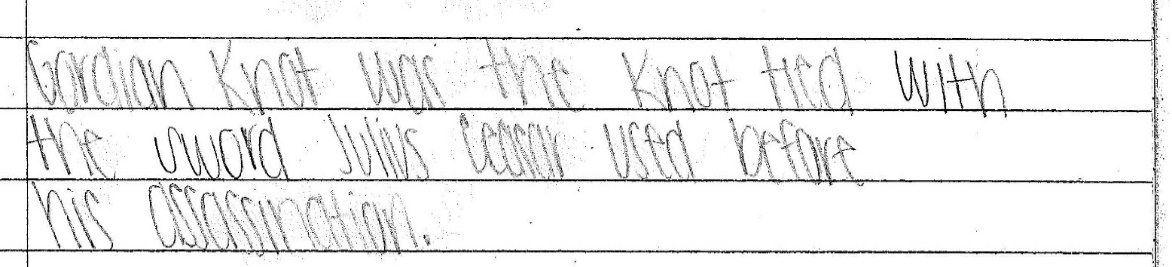 Gordian Knot was the Knot tied with
the sword Julius Ceasar used before
his assassination.